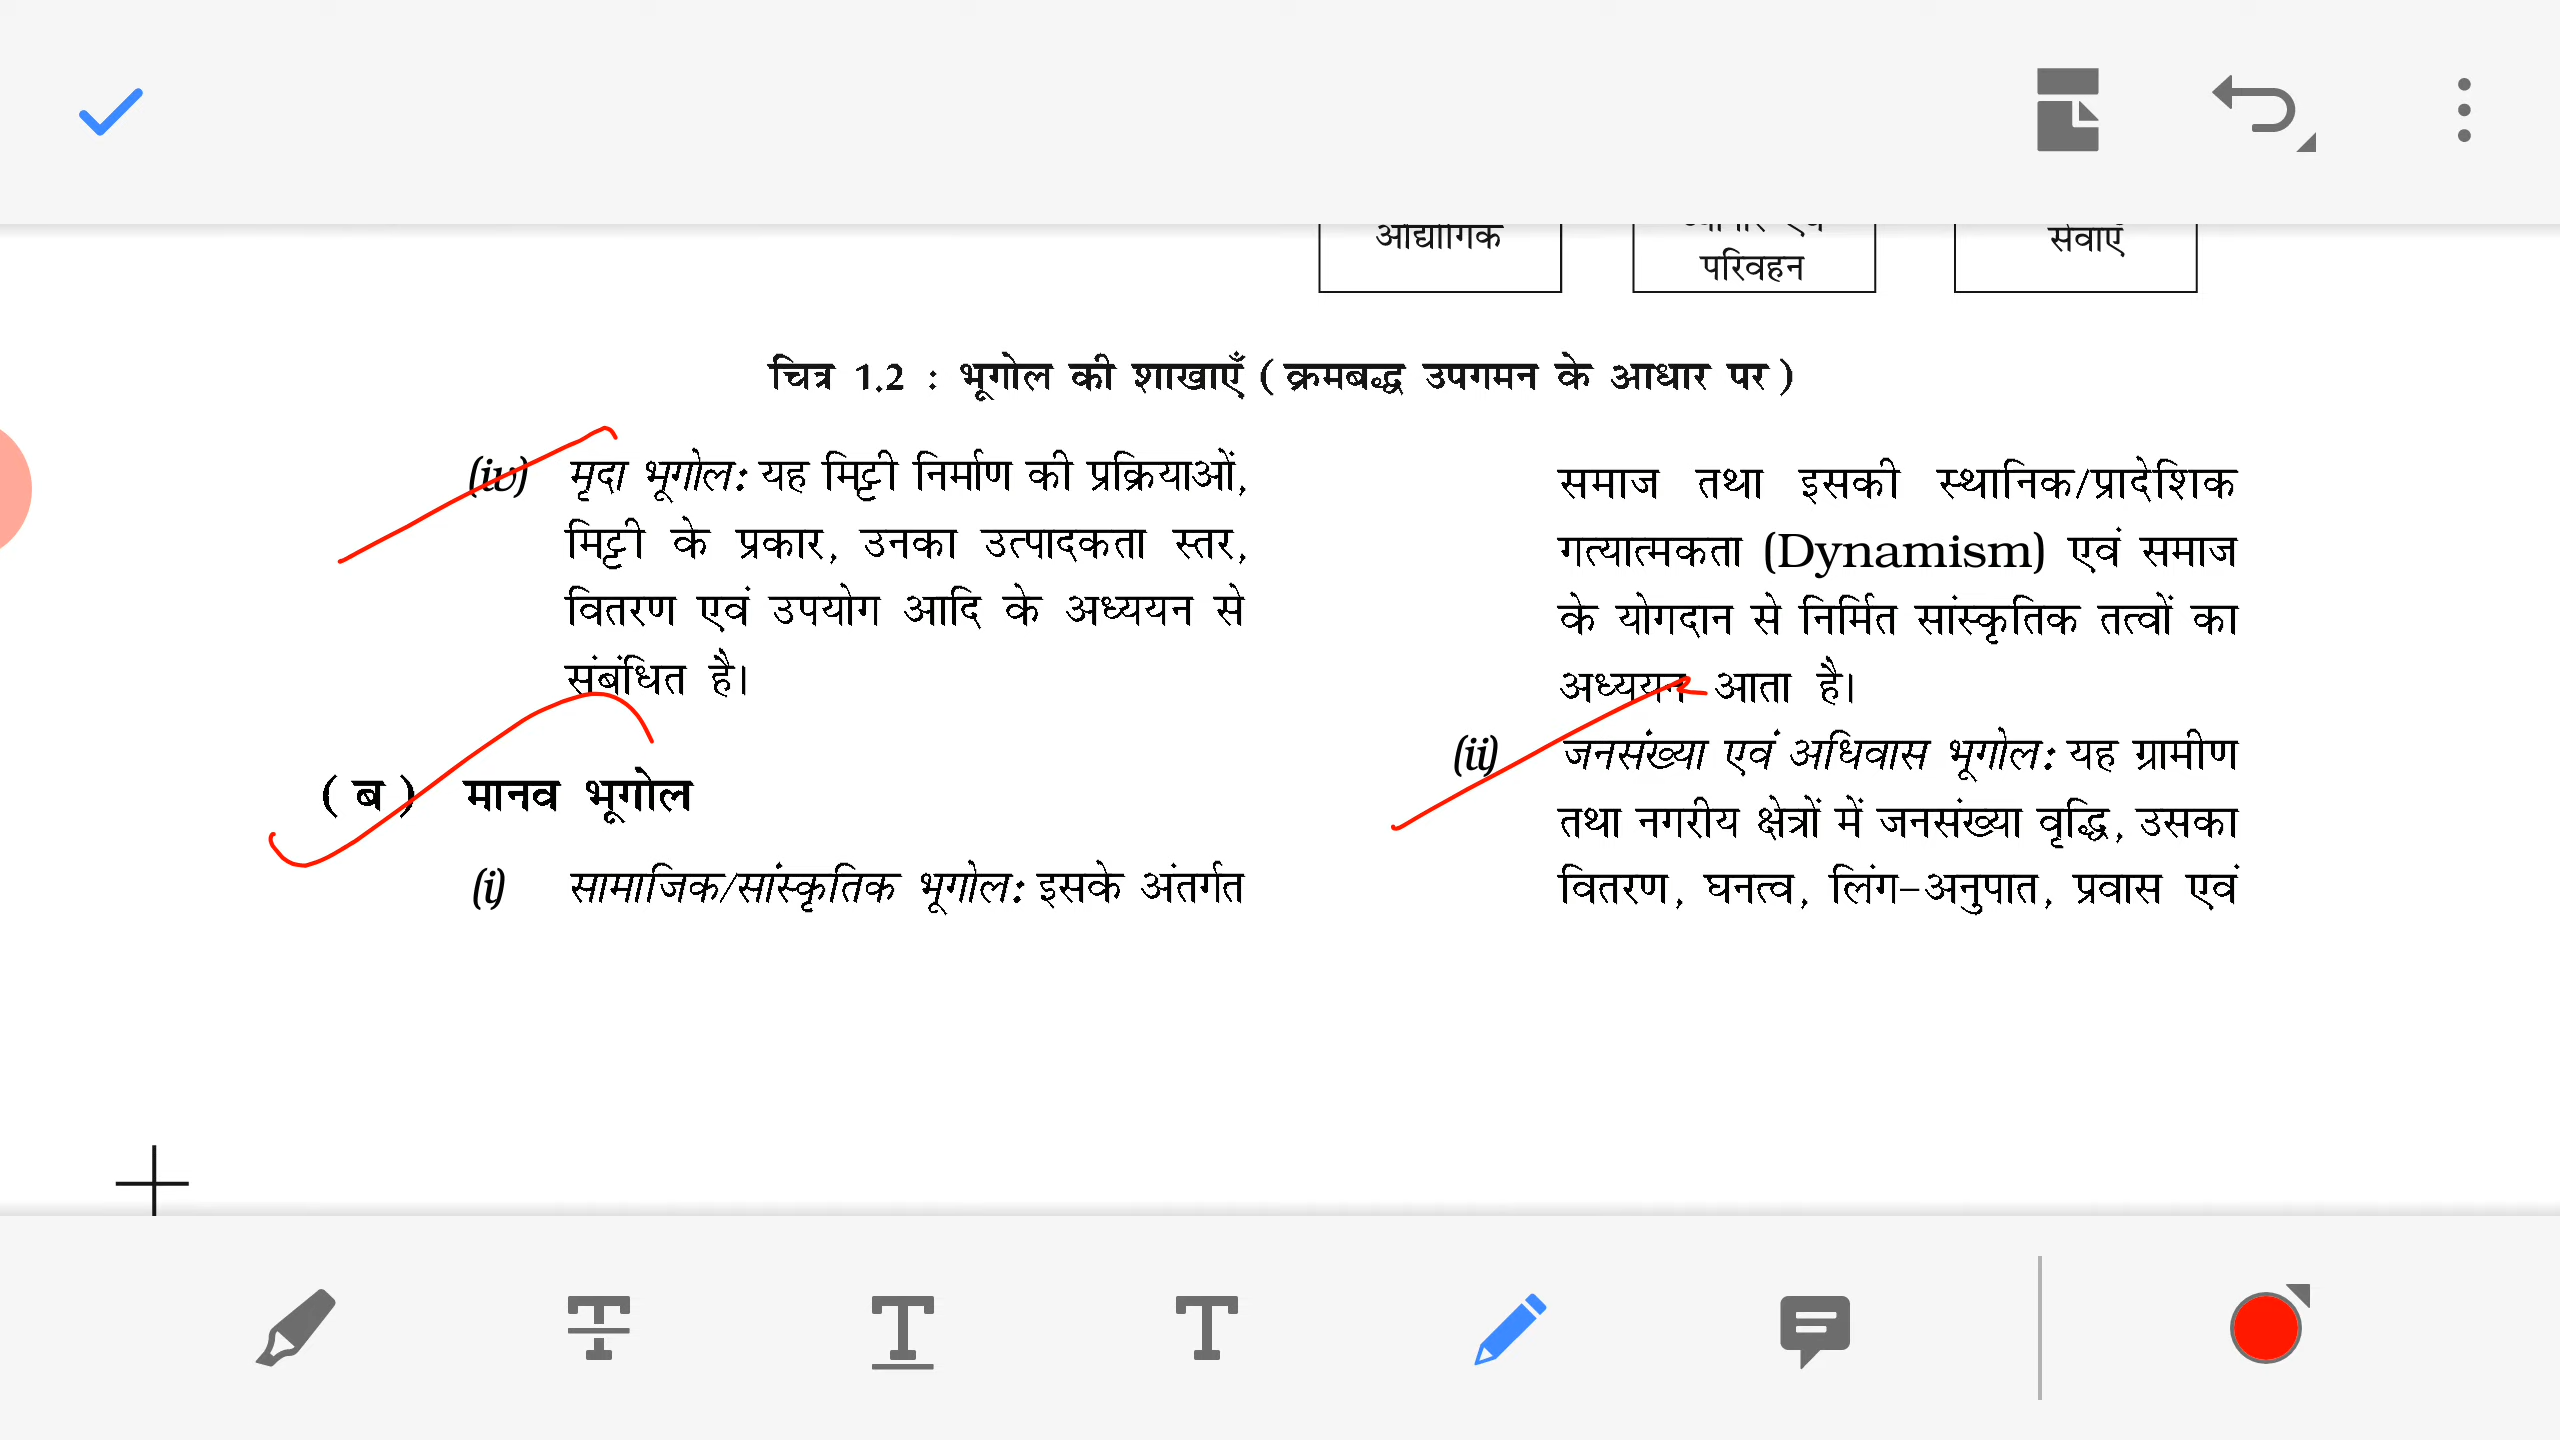 औद्योगिक
व्यापार एवं
परिवहन
सेवाएँ
चित्र 1.2 : भूगोल की शाखाएँ ( क्रमबद्ध उपगमन के आधार पर )
(iv) मृदा भूगोल: यह मिट्टी निर्माण की प्रक्रियाओं,
मिट्टी के प्रकार, उनका उत्पादकता स्तर,
वितरण एवं उपयोग आदि के अध्ययन से
संबंधित है।
( ब ) मानव भूगोल
(i) सामाजिक/सांस्कृतिक भूगोल: इसके अंतर्गत
समाज तथा इसकी स्थानिक/प्रादेशिक
गत्यात्मकता (Dynamism) एवं समाज
के योगदान से निर्मित सांस्कृतिक तत्वों का
अध्ययन आता है।
(ii) जनसंख्या एवं अधिवास भूगोल: यह ग्रामीण
तथा नगरीय क्षेत्रों में जनसंख्या वृद्धि, उसका
वितरण, घनत्व, लिंग–अनुपात, प्रवास एवं